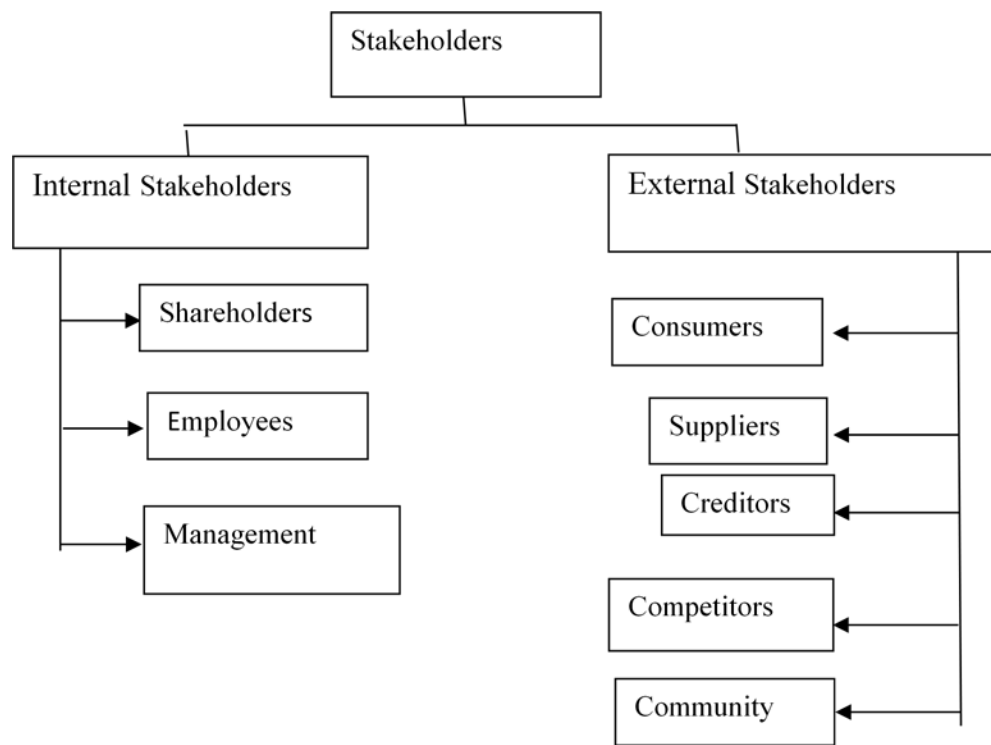 Stakeholders
Internal Stakeholders
Shareholders
Employees
Management
External Stakeholders
Consumers
Suppliers
Creditors
Competitors
Community